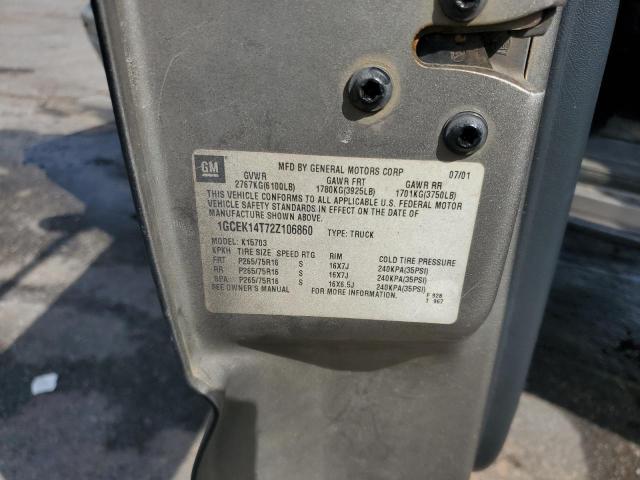 GM
MFD BY GENERAL MOTORS CORP 07/01
GVWR GAWR FRT GAWR RR
2767KG(6100LB) 1780KG(3925LB) 1701KG(3750LB)
THIS VEHICLE CONFORMS TO ALL APPLICABLE U.S. FEDERAL MOTOR
VEHICLE SAFETY STANDARDS IN EFFECT ON THE DATE OF
MANUFACTURE SHOWN ABOVE.
1GCEK14T72Z106860 TYPE: TRUCK
MODEL: K15703
KPKH TIRE SIZE SPEED RTG RIM COLD TIRE PRESSURE
FRT P265/75R16 S 16X7J 240KPA(35PSI)
RR P265/75R16 S 16X7J 240KPA(35PSI)
SPA P265/75R16 S 16X6.5J 240KPA(35PSI)
SEE OWNER'S MANUAL FOR MORE INFORMATION.
F 928
T 967